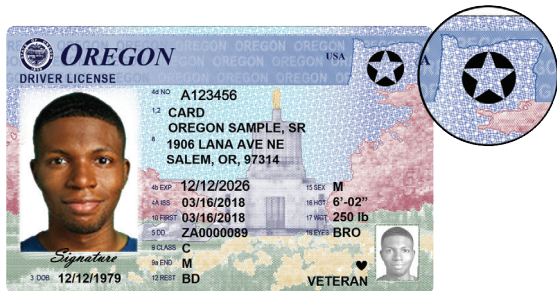 OREGON
USA
DRIVER LICENSE
4d NO A123456
1,2 CARD
OREGON SAMPLE, SR
8 1906 LANA AVE NE
SALEM, OR, 97314
4b EXP 12/12/2026 15 SEX M
4A ISS 03/16/2018 16 HGT 6'-02"
10 FIRST 03/16/2018 17 WGT 250 lb
5 DD ZA0000089 18 EYES BRO
9 CLASS C
9a END M
Signature
3 DOB 12/12/1979 12 REST BD
VETERAN